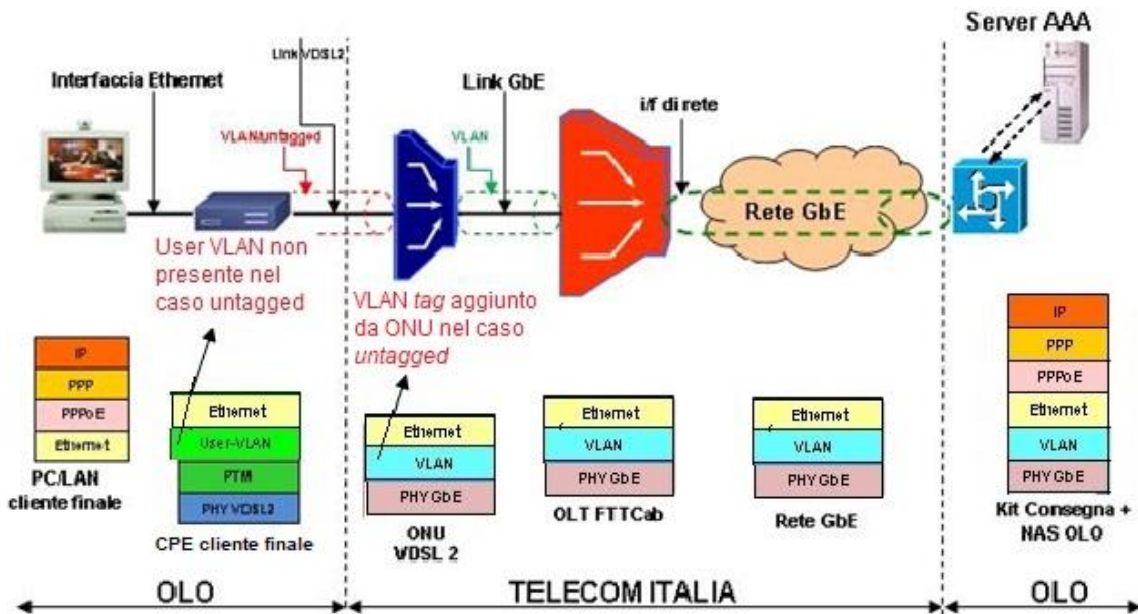 Server AAA
Link VDSL2
Interfaccia Ethernet
Link GbE
i/f di rete
VLAN/untagged
VLAN
Rete GbE
User VLAN non
presente nel
caso untagged
VLAN tag aggiunto
da ONU nel caso
untagged
IP
PPP
PPPoE
Ethernet
PC/LAN
cliente finale
Ethernet
User-VLAN
PTM
PHY VDSL2
CPE cliente finale
Ethernet
VLAN
PHY GbE
ONU
VDSL 2
Ethernet
VLAN
PHY GbE
OLT FTTCab
Ethernet
VLAN
PHY GbE
Rete GbE
IP
PPP
PPPoE
Ethernet
VLAN
PHY GbE
Kit Consegna +
NAS OLO
OLO
TELECOM ITALIA
OLO